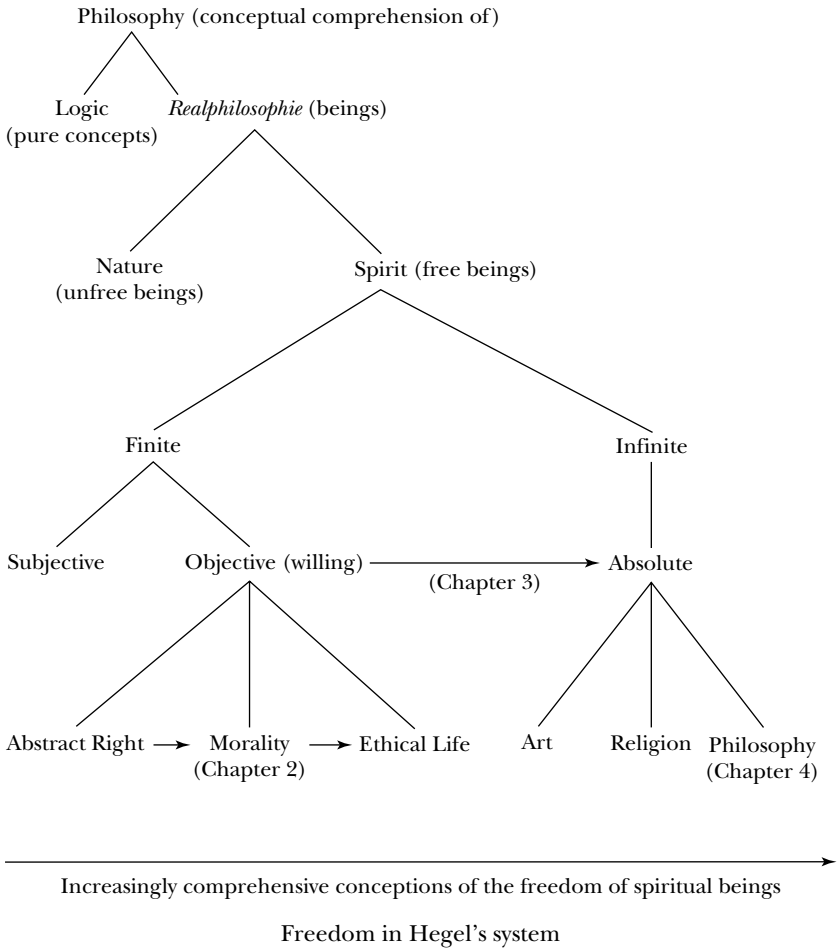 Philosophy (conceptual comprehension of)
Logic
(pure concepts)
Realphilosophie (beings)
Nature
(unfree beings)
Spirit (free beings)
Finite
Infinite
Subjective
Objective (willing)
(Chapter 3)
Absolute
Abstract Right
Morality
(Chapter 2)
Ethical Life
Art
Religion
Philosophy
(Chapter 4)
Increasingly comprehensive conceptions of the freedom of spiritual beings
Freedom in Hegel's system